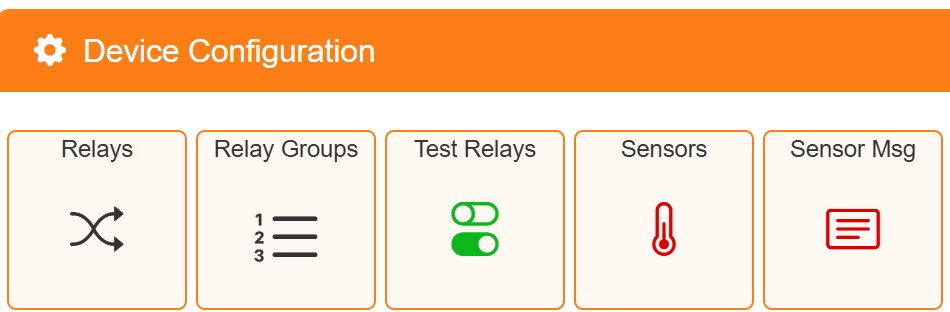 Device Configuration
Relays
Relay Groups
1
2
3
Test Relays
Sensors
Sensor Msg